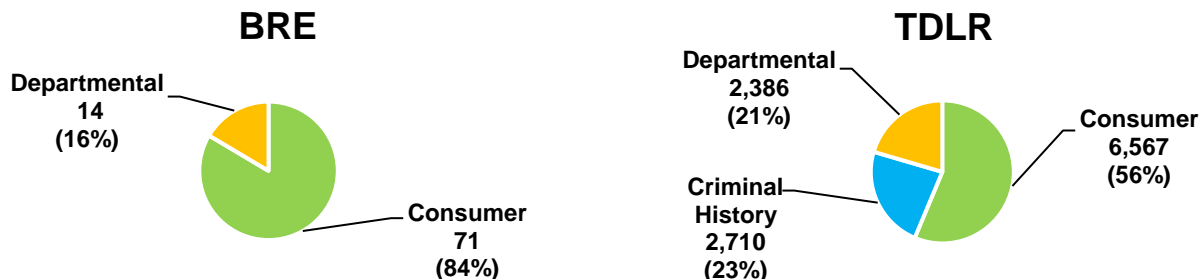 BRE
Departmental
14
(16%)
Consumer
71
(84%)
TDLR
Departmental
2,386
(21%)
Consumer
6,567
(56%)
Criminal
History
2,710
(23%)